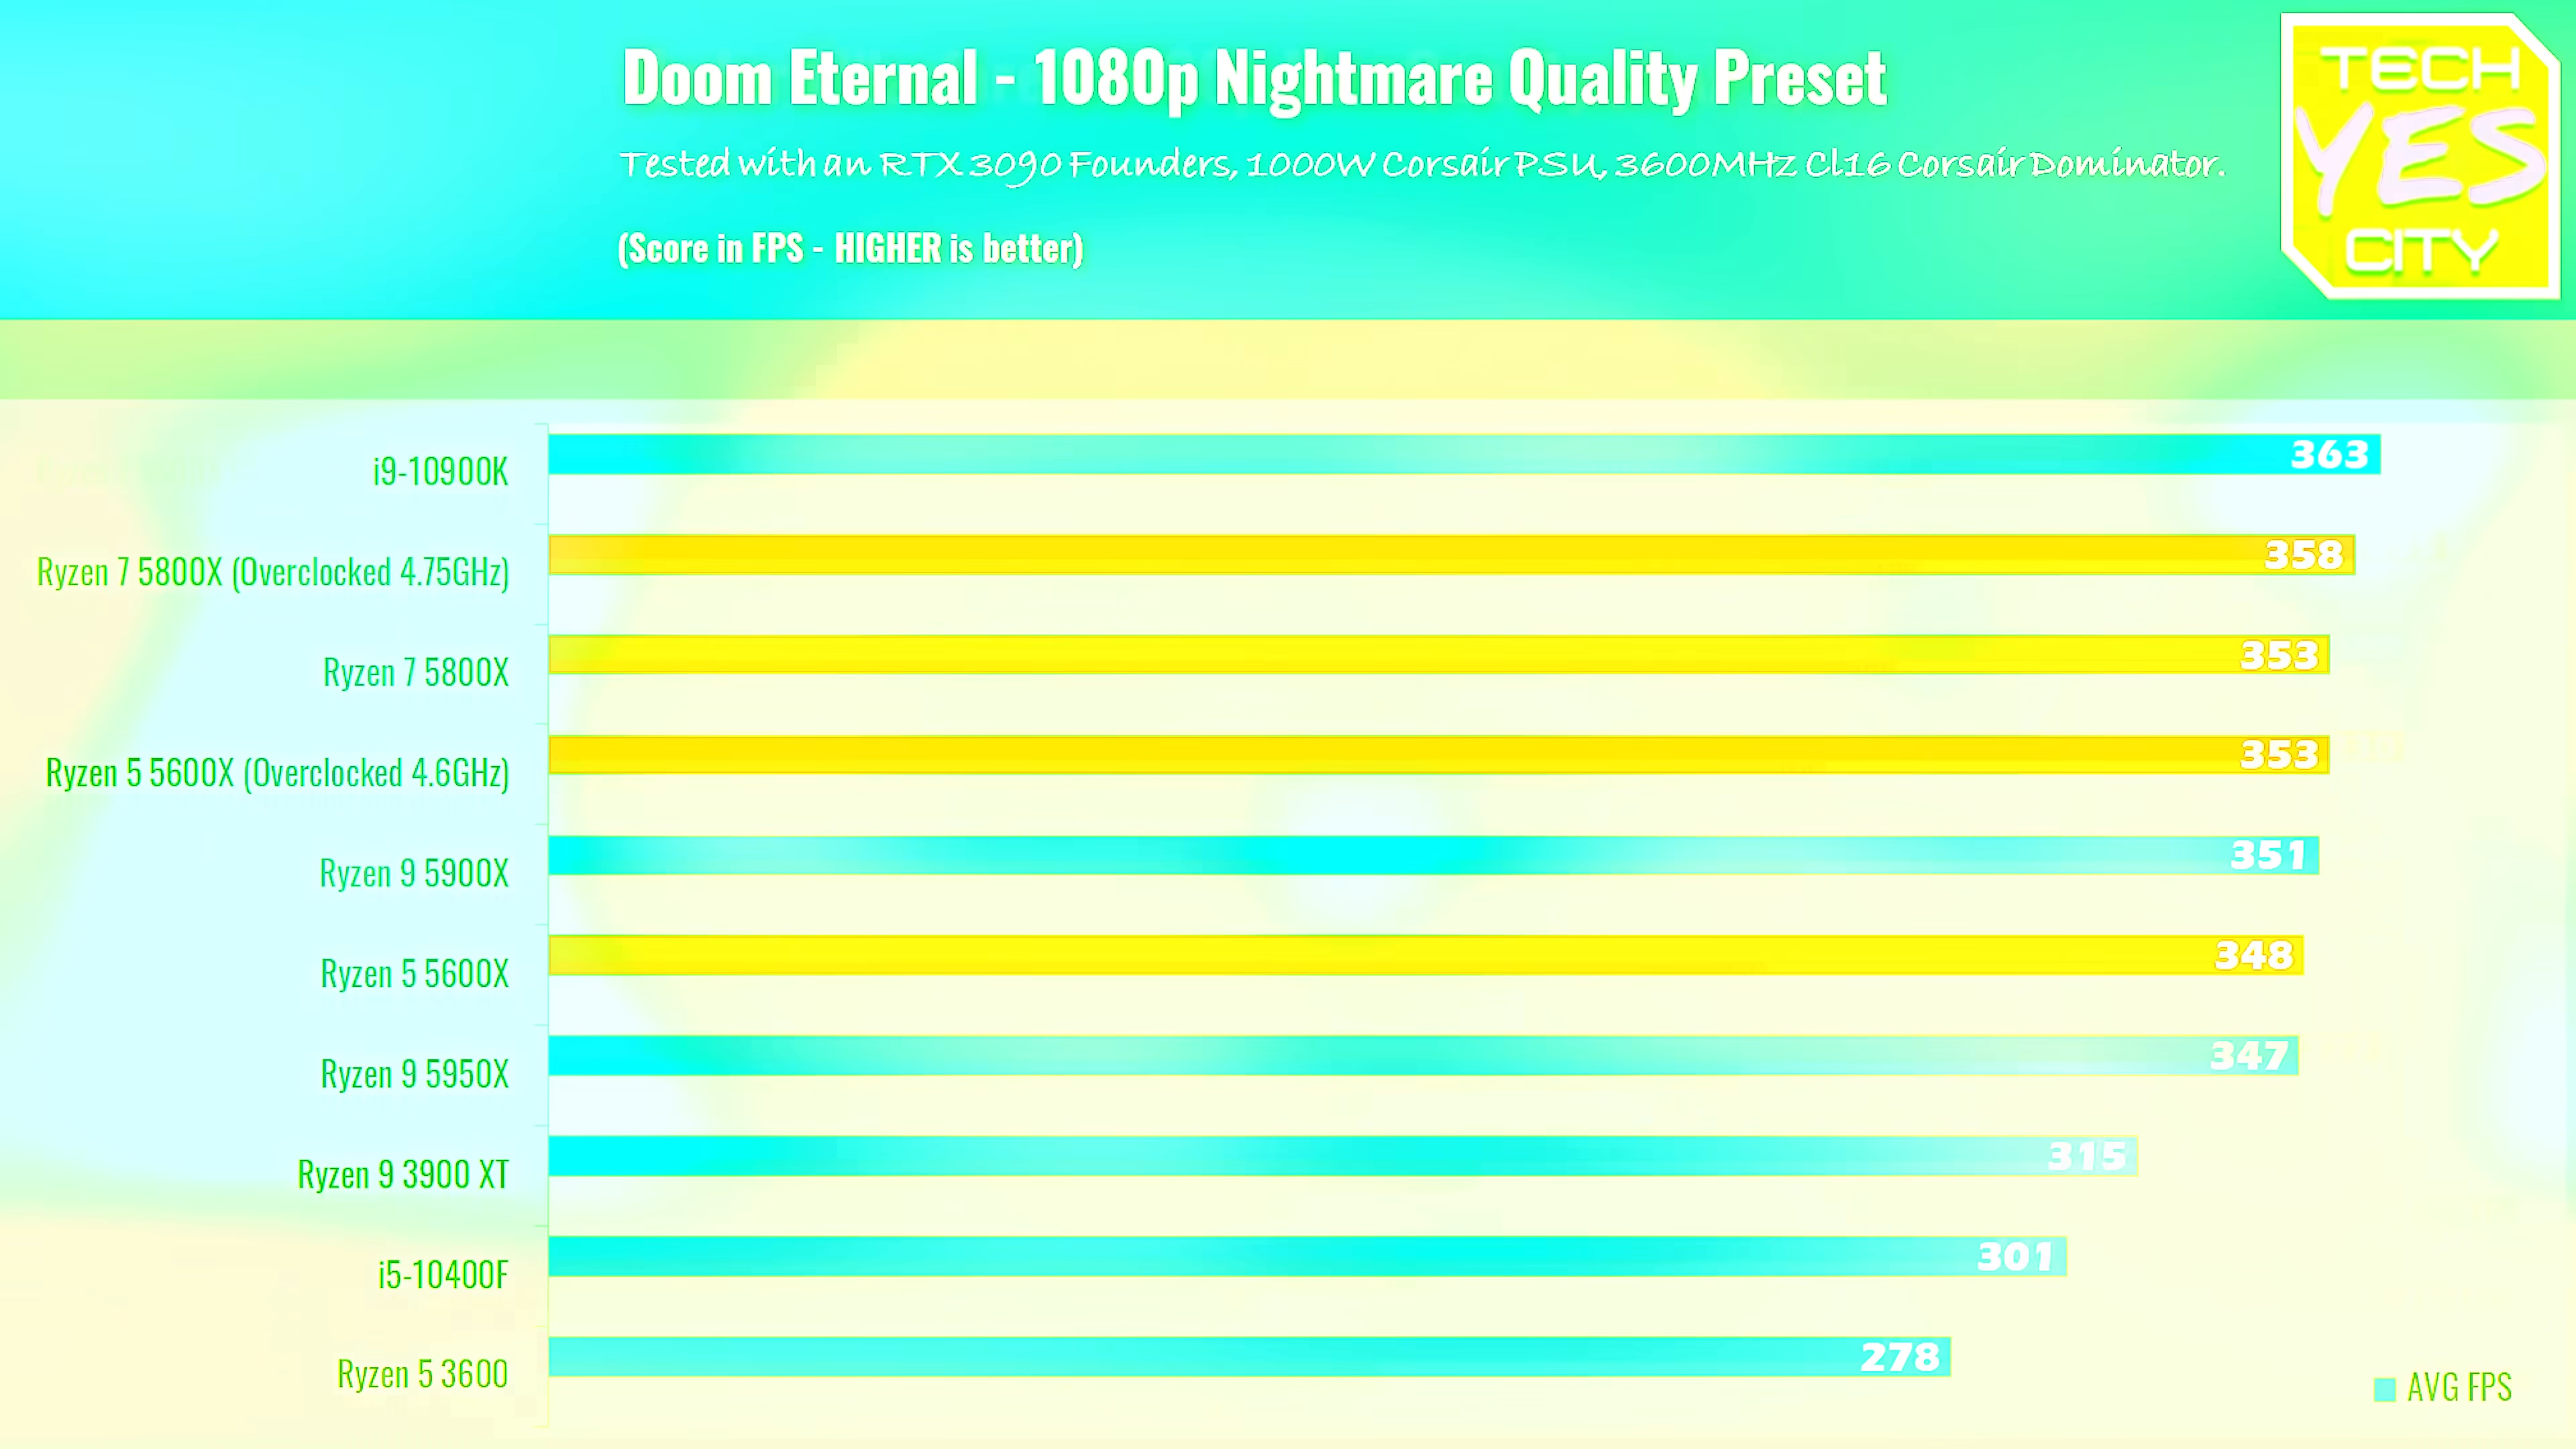 Doom Eternal - 1080p Nightmare Quality Preset
Tested with an RTX 3090 Founders, 1000W Corsair PSU, 3600MHz Cl16 Corsair Dominator.
(Score in FPS - HIGHER is better)
TECH
YES
CITY
i9-10900K 363
Ryzen 7 5800X (Overclocked 4.75GHz) 358
Ryzen 7 5800X 353
Ryzen 5 5600X (Overclocked 4.6GHz) 353
Ryzen 9 5900X 351
Ryzen 5 5600X 348
Ryzen 9 5950X 347
Ryzen 9 3900 XT 315
i5-10400F 301
Ryzen 5 3600 278
AVG FPS